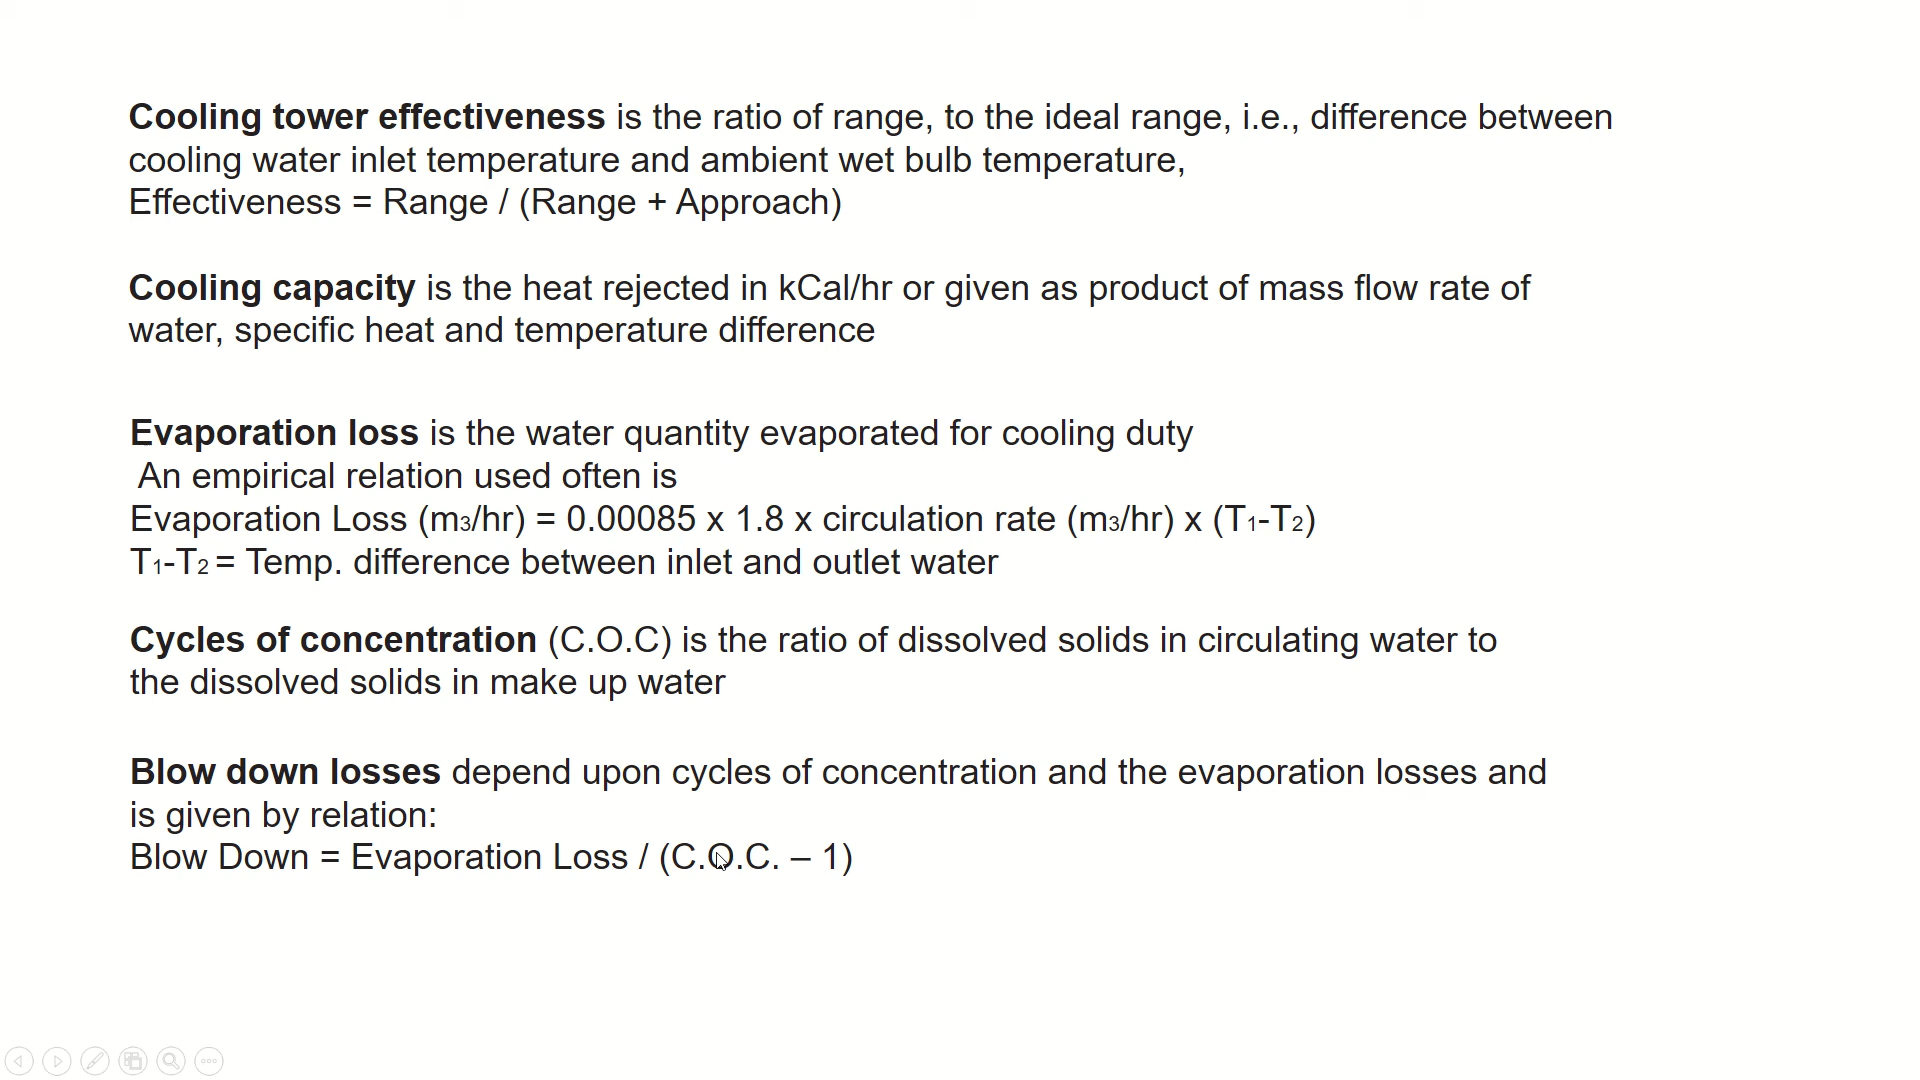 Cooling tower effectiveness is the ratio of range, to the ideal range, i.e., difference between
cooling water inlet temperature and ambient wet bulb temperature,
Effectiveness = Range / (Range + Approach)
Cooling capacity is the heat rejected in kCal/hr or given as product of mass flow rate of
water, specific heat and temperature difference
Evaporation loss is the water quantity evaporated for cooling duty
An empirical relation used often is
Evaporation Loss (m₃/hr) = 0.00085 x 1.8 x circulation rate (m₃/hr) x (T₁-T₂)
T₁-T₂ = Temp. difference between inlet and outlet water
Cycles of concentration (C.O.C) is the ratio of dissolved solids in circulating water to
the dissolved solids in make up water
Blow down losses depend upon cycles of concentration and the evaporation losses and
is given by relation:
Blow Down = Evaporation Loss / (C.O.C. – 1)